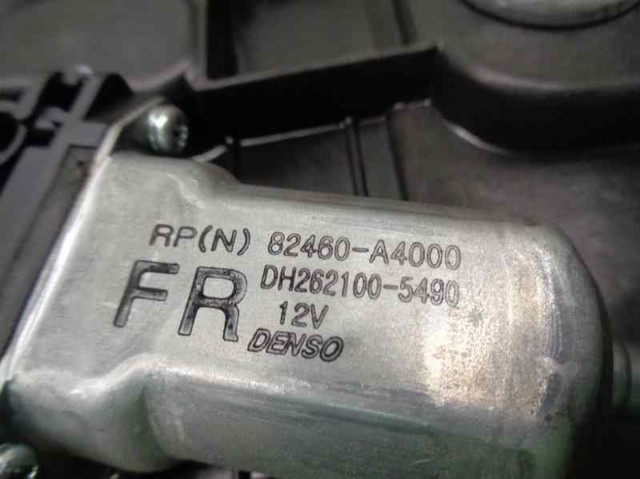 RP(N) 82460-A4000
FR
DH262100-5490
12V
DENSO